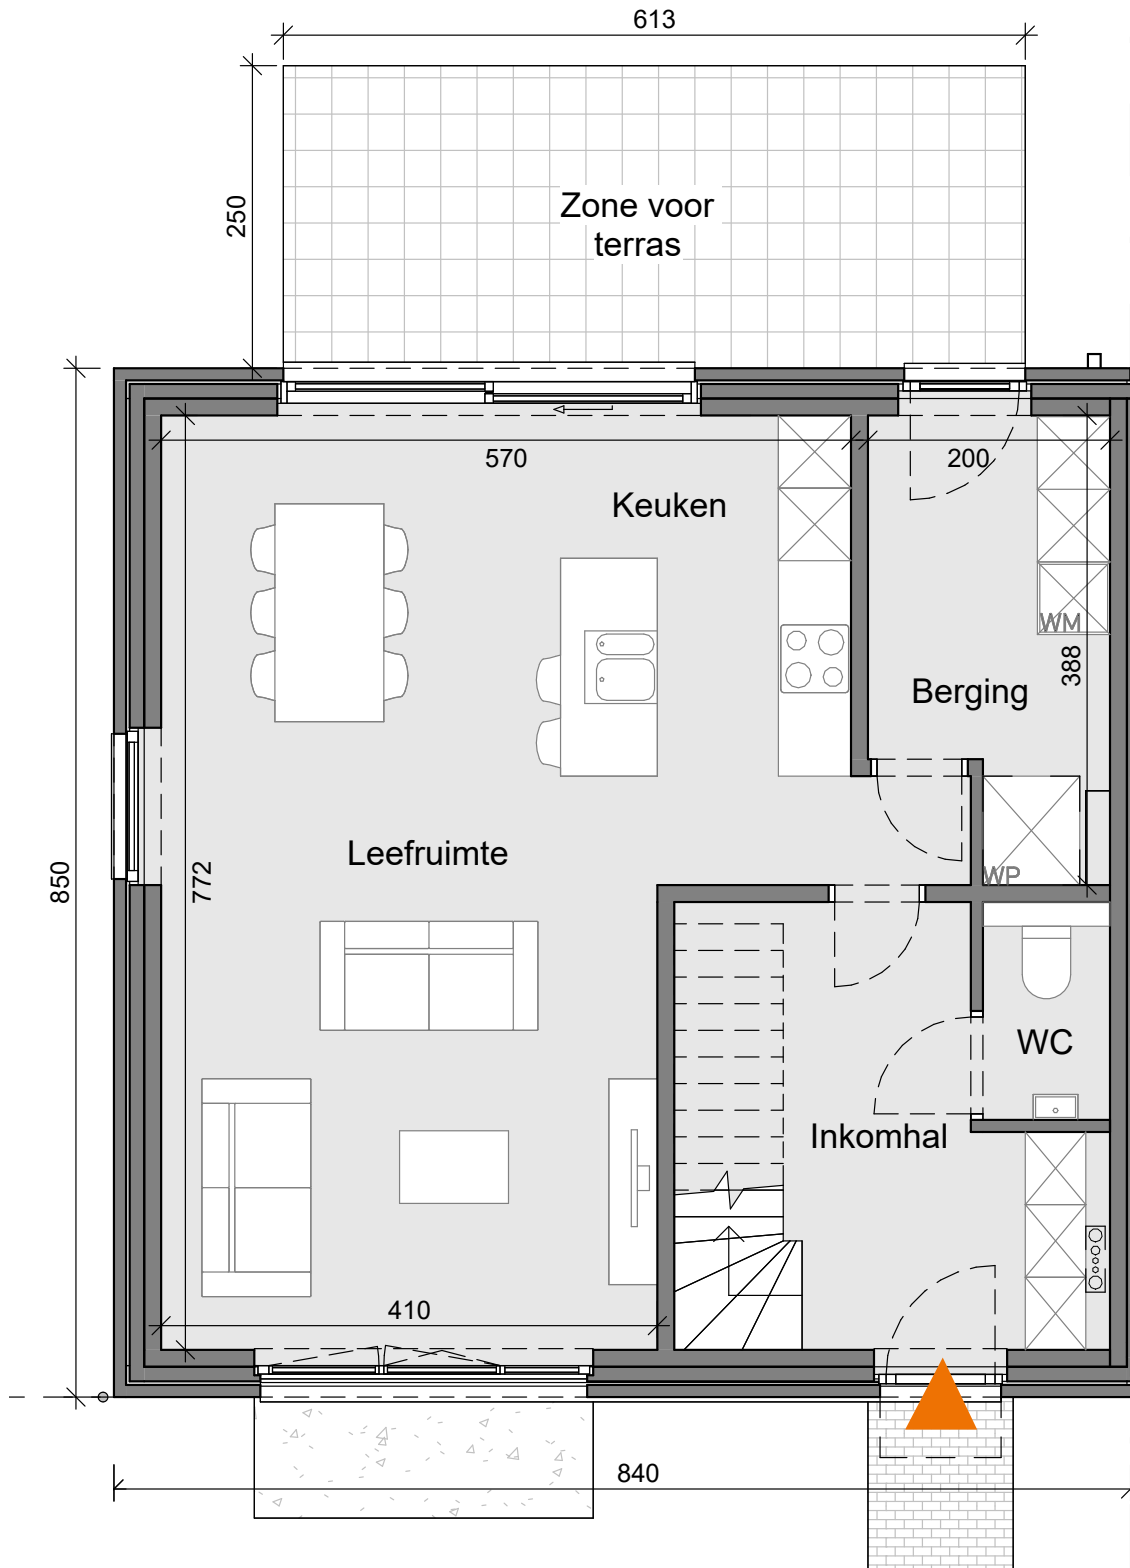 613
250
Zone voor
terras
570
200
Keuken
WM
388
Berging
850
772
Leefruimte
WP
WC
Inkomhal
410
840